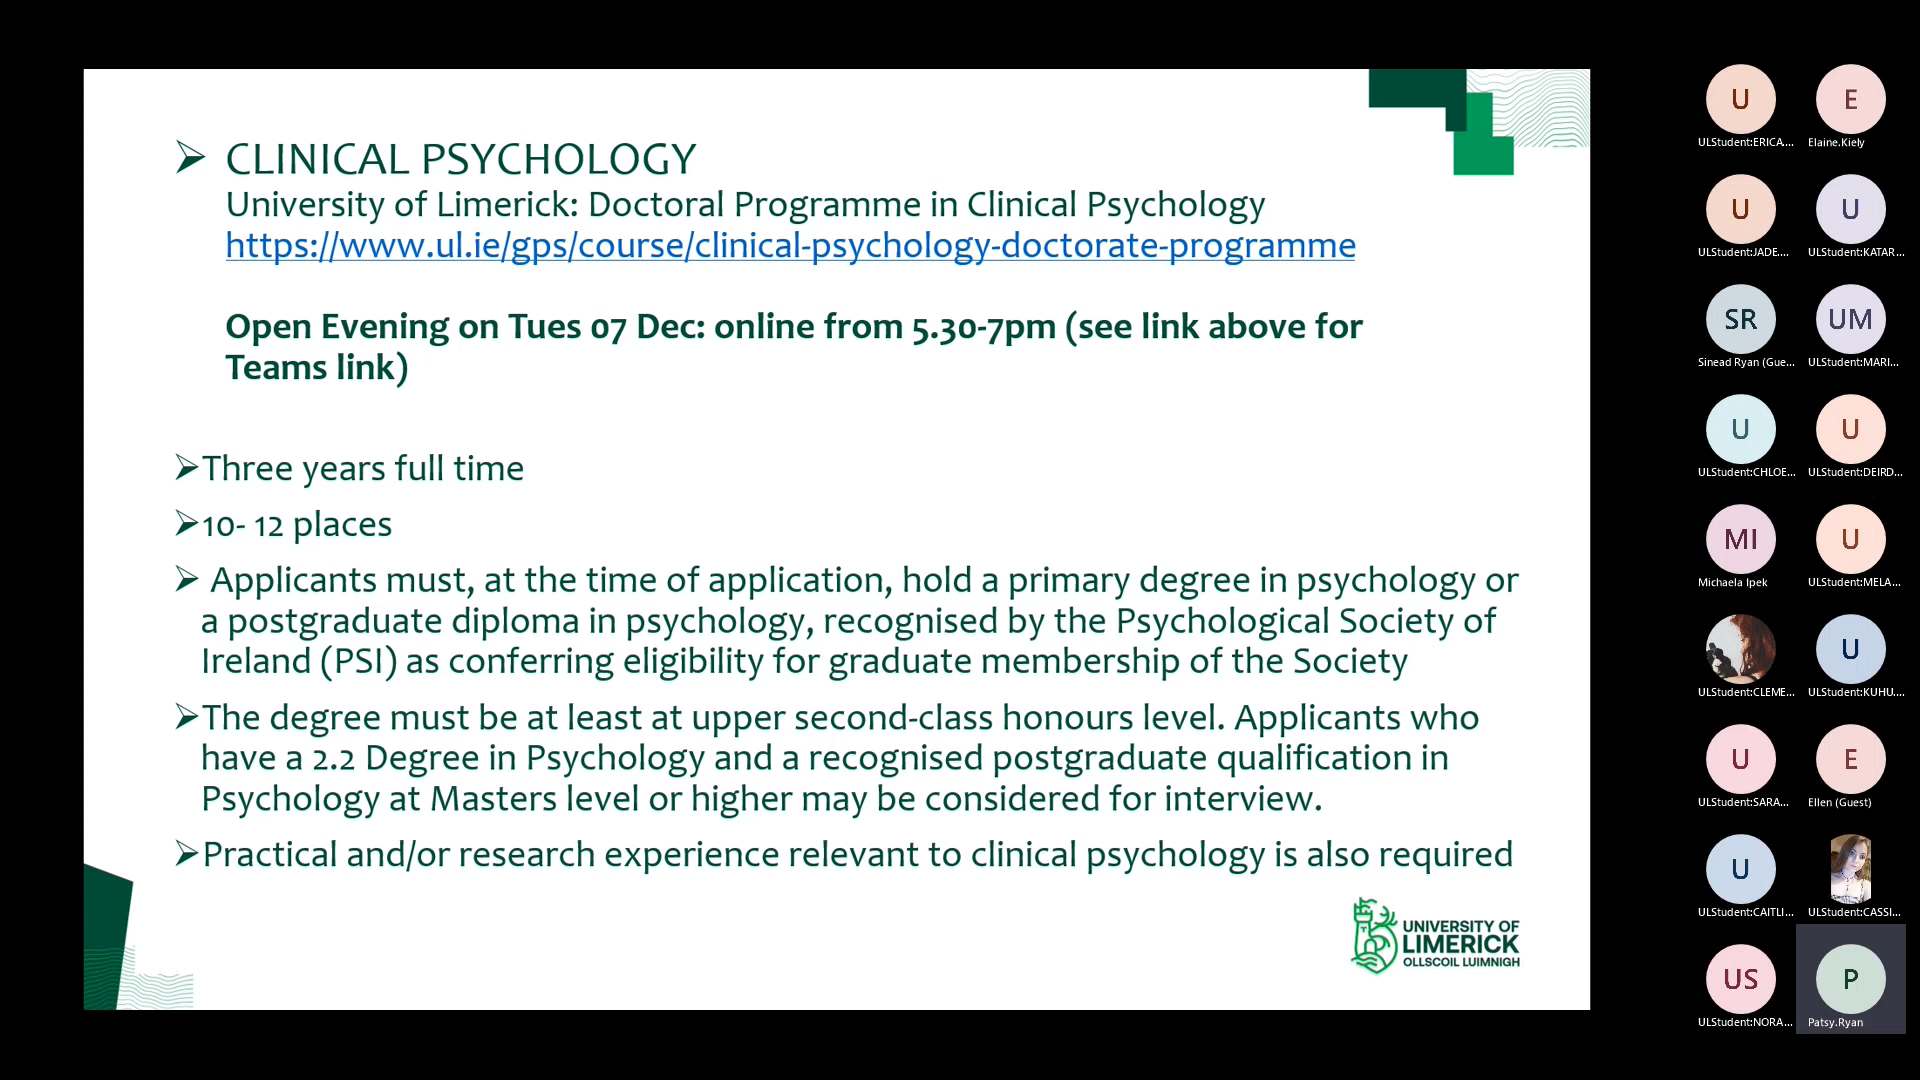 ➢ CLINICAL PSYCHOLOGY
University of Limerick: Doctoral Programme in Clinical Psychology
https://www.ul.ie/gps/course/clinical-psychology-doctorate-programme
Open Evening on Tues 07 Dec: online from 5.30-7pm (see link above for
Teams link)
➢Three years full time
➢10- 12 places
➢ Applicants must, at the time of application, hold a primary degree in psychology or
a postgraduate diploma in psychology, recognised by the Psychological Society of
Ireland (PSI) as conferring eligibility for graduate membership of the Society
➢The degree must be at least at upper second-class honours level. Applicants who
have a 2.2 Degree in Psychology and a recognised postgraduate qualification in
Psychology at Masters level or higher may be considered for interview.
➢Practical and/or research experience relevant to clinical psychology is also required
UNIVERSITY OF
LIMERICK
OLLSCOIL LUIMNIGH
U
E
ULStudent:ERICA...
Elaine.Kiely
U
U
ULStudent:JADE....
ULStudent:KATAR...
SR
UM
Sinead Ryan (Gue...
ULStudent:MARI...
U
U
ULStudent:CHLOE...
ULStudent:DEIRD...
MI
U
Michaela Ipek
ULStudent:MELA...
U
ULStudent:CLEME...
ULStudent:KUHU....
U
E
ULStudent:SARA...
Ellen (Guest)
U
ULStudent:CAITLI...
ULStudent:CASSI...
US
P
ULStudent:NORA...
Patsy.Ryan